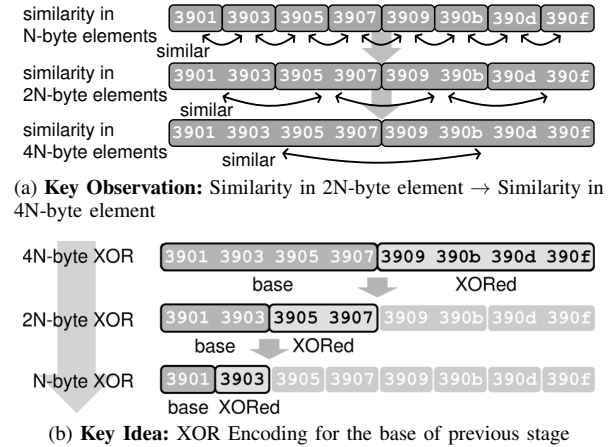 similarity in
N-byte elements
3901 3903 3905 3907 3909 390b 390d 390f
similar
similarity in
2N-byte elements
3901 3903 3905 3907 3909 390b 390d 390f
similar
similarity in
4N-byte elements
3901 3903 3905 3907 3909 390b 390d 390f
similar
(a) Key Observation: Similarity in 2N-byte element → Similarity in
4N-byte element
4N-byte XOR
3901 3903 3905 3907 3909 390b 390d 390f
base XORed
2N-byte XOR
3901 3903 3905 3907 3909 390b 390d 390f
base XORed
N-byte XOR
3901 3903 3905 3907 3909 390b 390d 390f
base XORed
(b) Key Idea: XOR Encoding for the base of previous stage